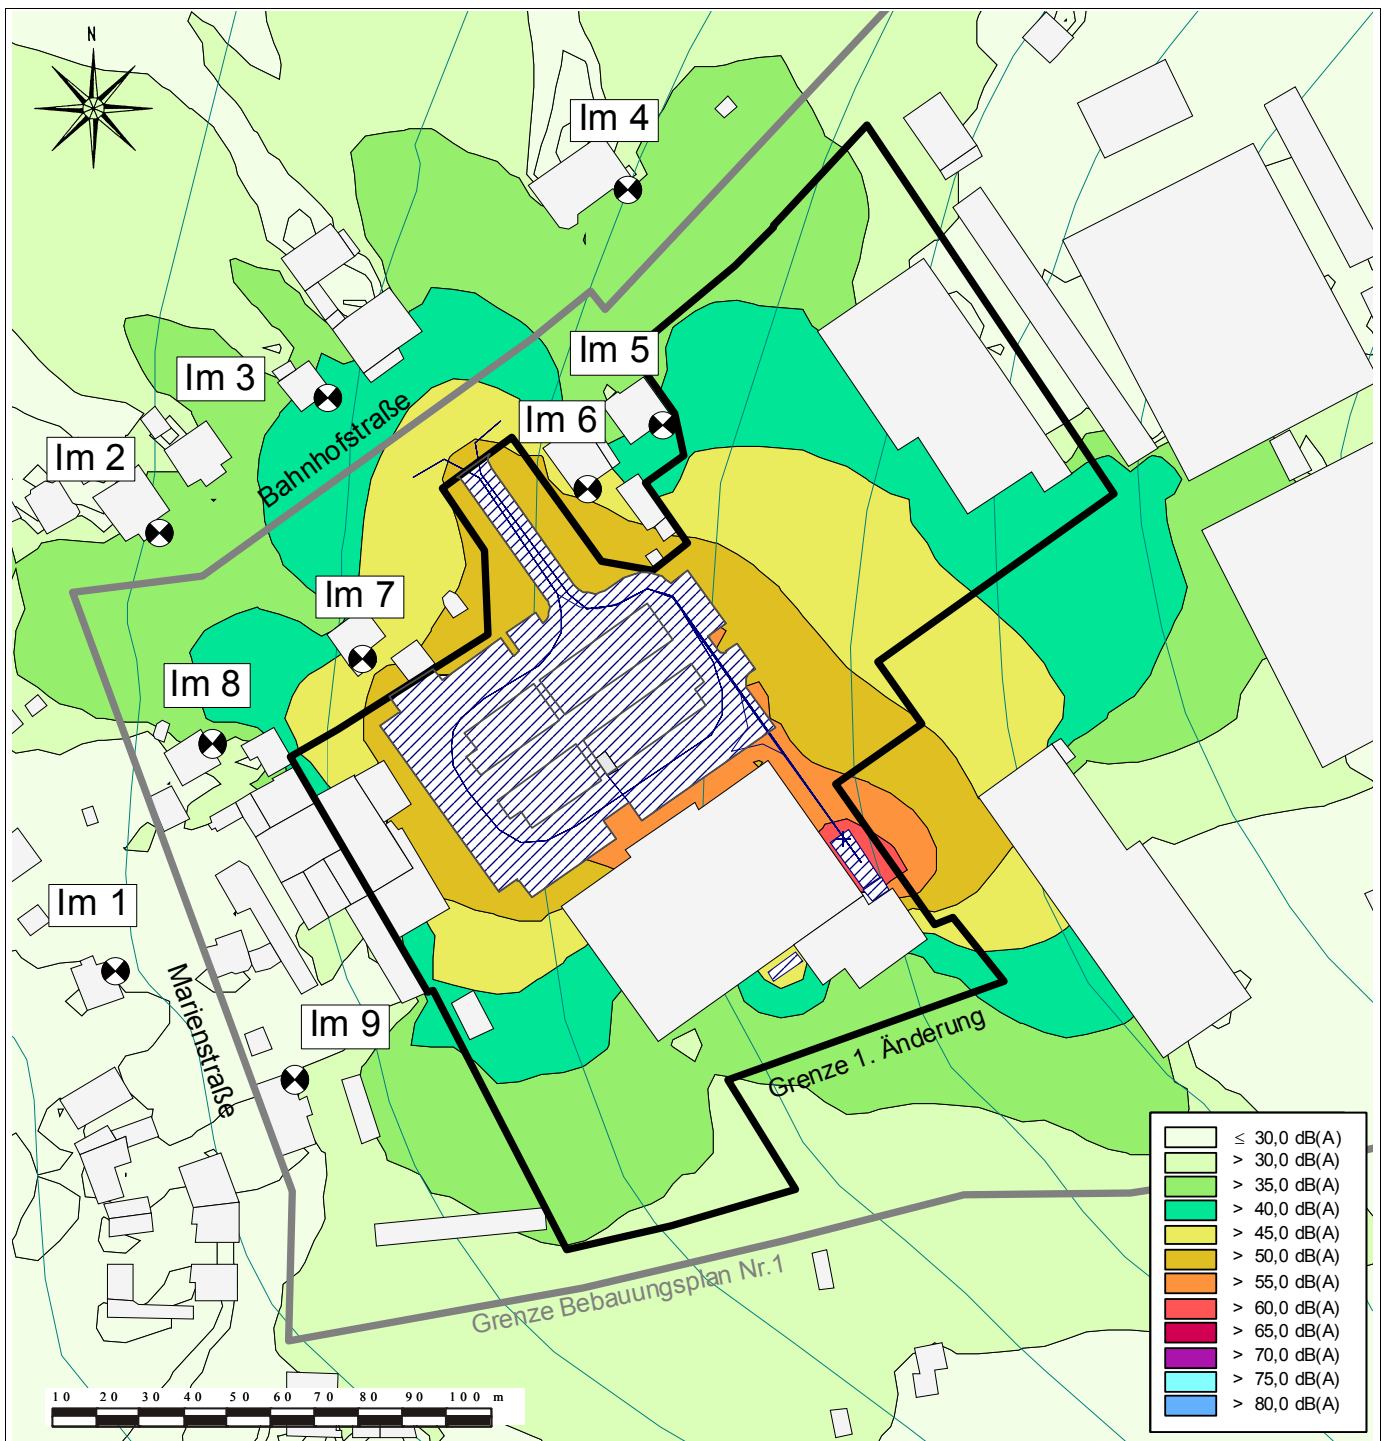 N
Im 4
Im 5
Im 3
Im 6
Bahnhofstraße
Im 2
Im 7
Im 8
Im 1
Marienstraße
Im 9
Grenze 1. Änderung
Grenze Bebauungsplan Nr.1
≤ 30,0 dB(A)
> 30,0 dB(A)
> 35,0 dB(A)
> 40,0 dB(A)
> 45,0 dB(A)
> 50,0 dB(A)
> 55,0 dB(A)
> 60,0 dB(A)
> 65,0 dB(A)
> 70,0 dB(A)
> 75,0 dB(A)
> 80,0 dB(A)
10 20 30 40 50 60 70 80 90 100 m